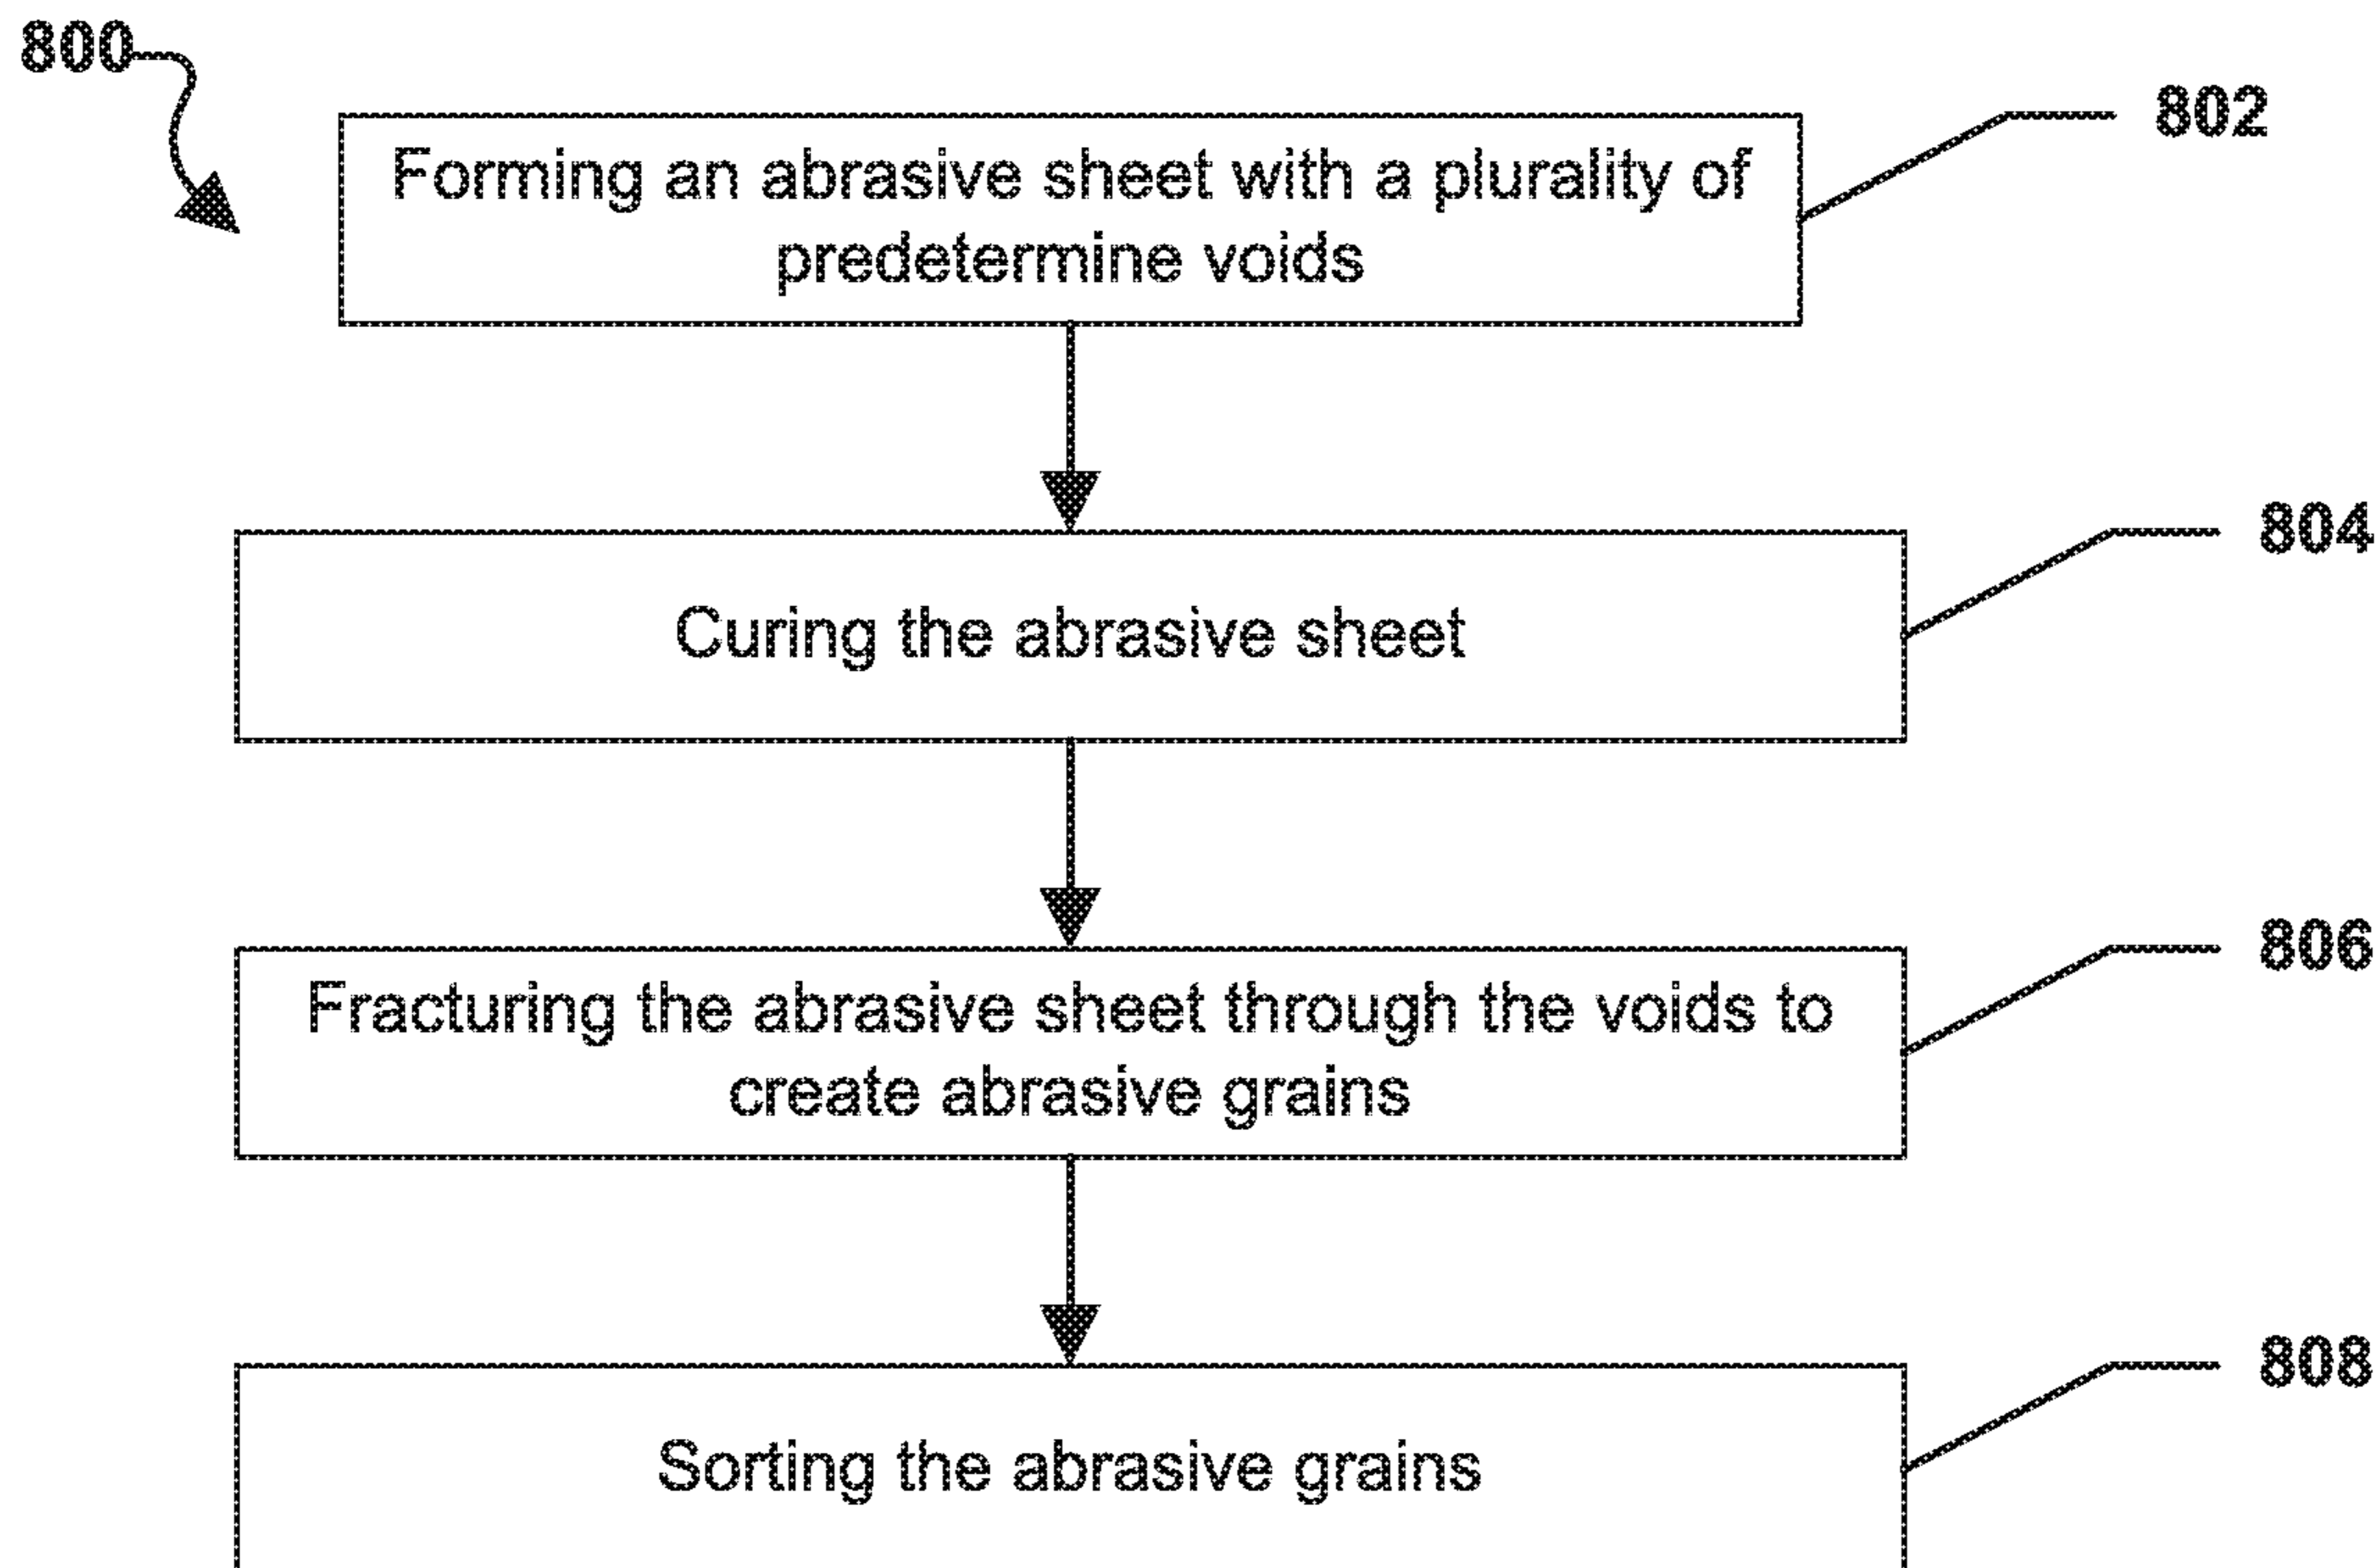 800
802
Forming an abrasive sheet with a plurality of
predetermine voids
804
Curing the abrasive sheet
806
Fracturing the abrasive sheet through the voids to
create abrasive grains
808
Sorting the abrasive grains